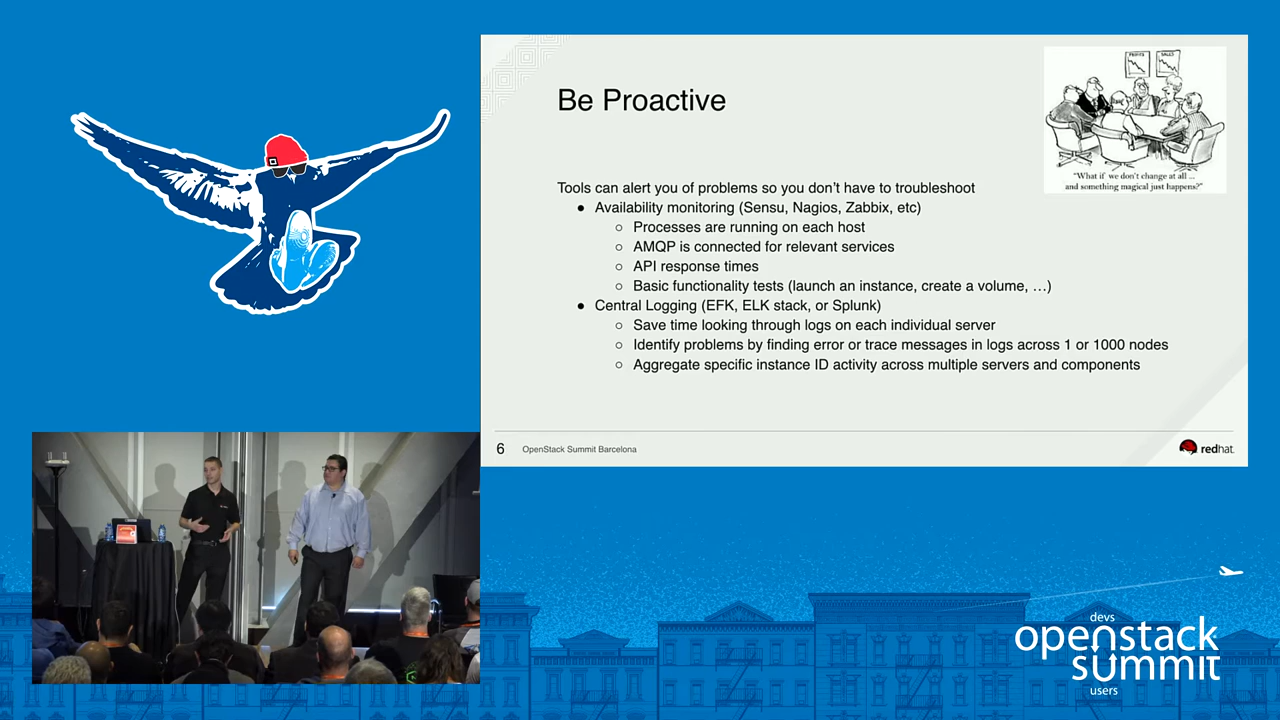 Be Proactive
PROFITS
SALES
"What if we don't change at all ...
and something magical just happens?"
Tools can alert you of problems so you don't have to troubleshoot
● Availability monitoring (Sensu, Nagios, Zabbix, etc)
○ Processes are running on each host
○ AMQP is connected for relevant services
○ API response times
○ Basic functionality tests (launch an instance, create a volume, …)
● Central Logging (EFK, ELK stack, or Splunk)
○ Save time looking through logs on each individual server
○ Identify problems by finding error or trace messages in logs across 1 or 1000 nodes
○ Aggregate specific instance ID activity across multiple servers and components
6 OpenStack Summit Barcelona
redhat.
devs
openstack
summit
users